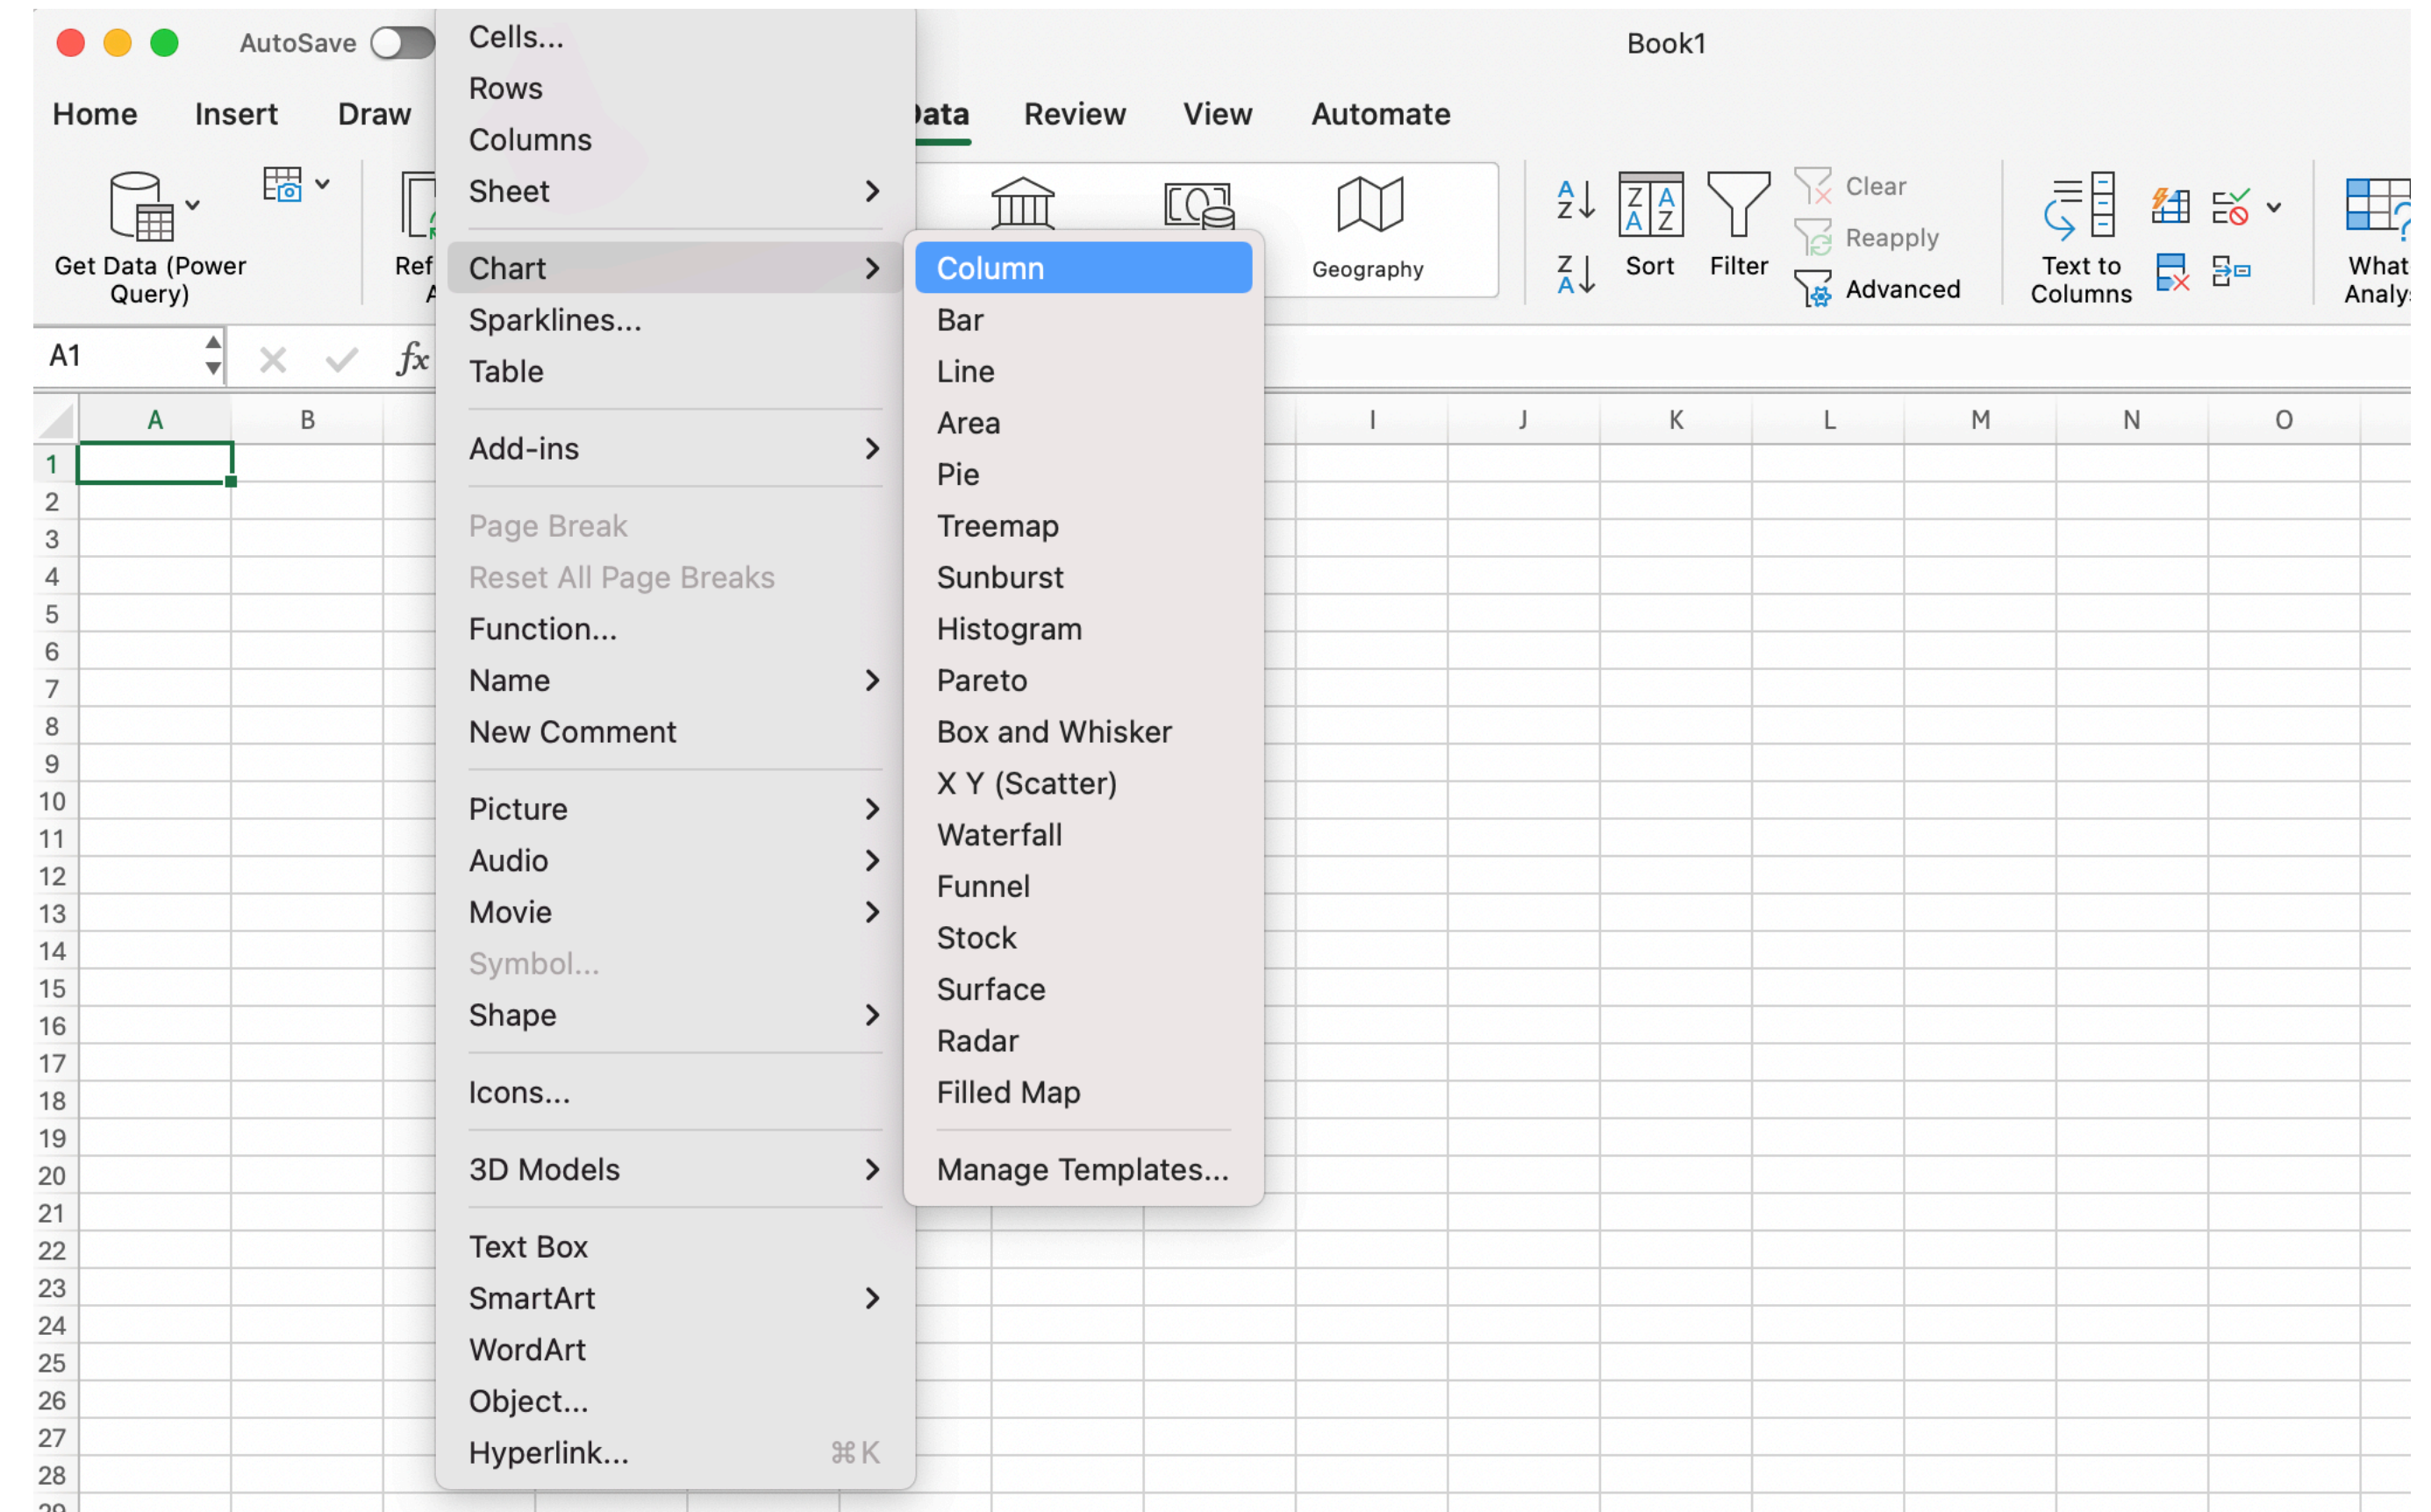 AutoSave
Book1
Home Insert Draw Data Review View Automate
Get Data (Power
Query)
Geography
Sort
Filter
Clear
Reapply
Advanced
Text to
Columns
A1
fx
A B I J K L M N O
1
2
3
4
5
6
7
8
9
10
11
12
13
14
15
16
17
18
19
20
21
22
23
24
25
26
27
28
Cells...
Rows
Columns
Sheet
Chart
Sparklines...
Table
Add-ins
Page Break
Reset All Page Breaks
Function...
Name
New Comment
Picture
Audio
Movie
Symbol...
Shape
Icons...
3D Models
Text Box
SmartArt
WordArt
Object...
Hyperlink... ⌘K
Column
Bar
Line
Area
Pie
Treemap
Sunburst
Histogram
Pareto
Box and Whisker
X Y (Scatter)
Waterfall
Funnel
Stock
Surface
Radar
Filled Map
Manage Templates...